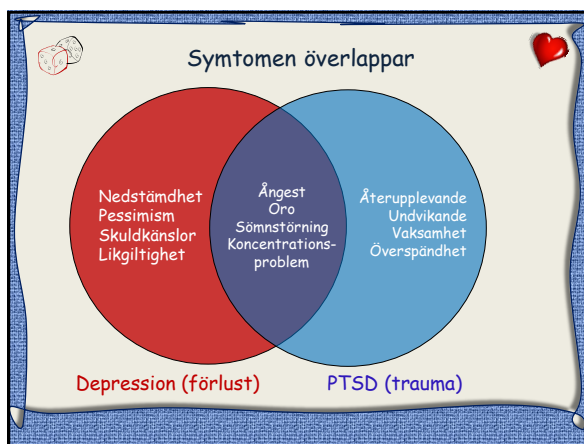 Symtomen överlappar
Nedstämdhet
Pessimism
Skuldkänslor
Likgiltighet
Ångest
Oro
Sömnstörning
Koncentrations-
problem
Återupplevande
Undvikande
Vaksamhet
Överspändhet
Depression (förlust)
PTSD (trauma)